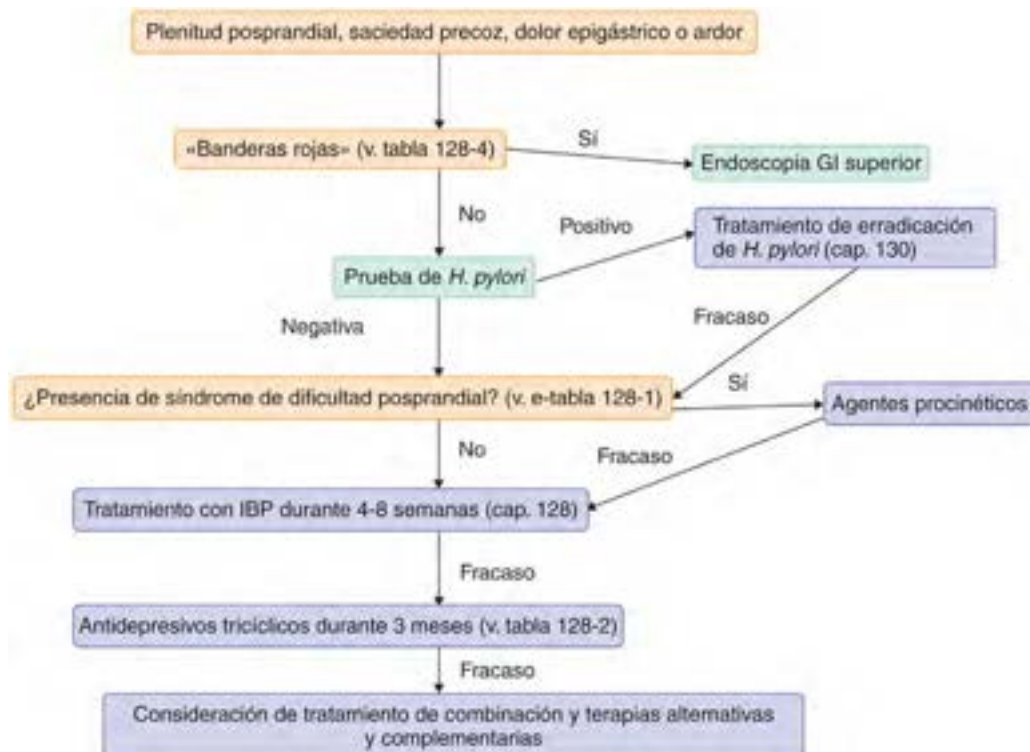 Plenitud posprandial, saciedad precoz, dolor epigástrico o ardor
«Banderas rojas» (v. tabla 128-4)
Sí
Endoscopia GI superior
No
Positivo
Tratamiento de erradicación
de H. pylori (cap. 130)
Prueba de H. pylori
Negativa
Fracaso
¿Presencia de síndrome de dificultad posprandial? (v. e-tabla 128-1)
Sí
Agentes procinéticos
No
Fracaso
Tratamiento con IBP durante 4-8 semanas (cap. 128)
Fracaso
Antidepresivos tricíclicos durante 3 meses (v. tabla 128-2)
Fracaso
Consideración de tratamiento de combinación y terapias alternativas
y complementarias